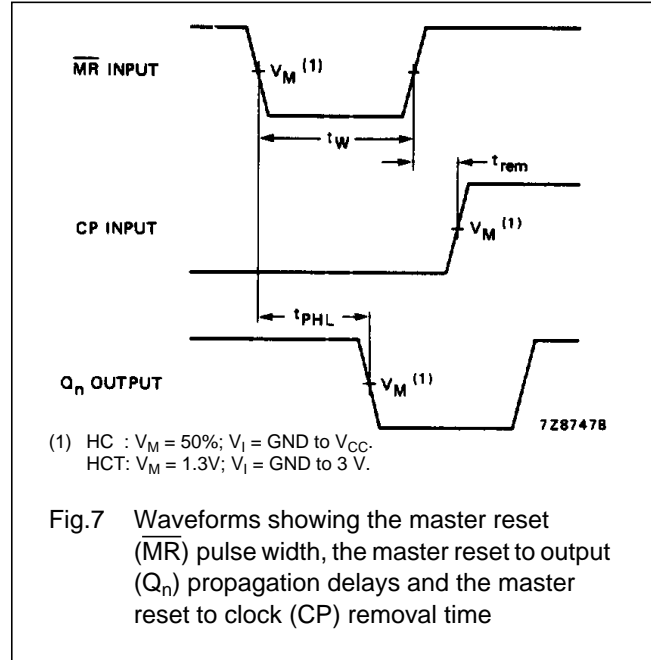 M̅R̅ INPUT
V_M (1)
t_W
t_rem
CP INPUT
V_M (1)
t_PHL
Q_n OUTPUT
V_M (1)
7Z87478
(1) HC : V_M = 50%; V_I = GND to V_CC.
HCT: V_M = 1.3V; V_I = GND to 3 V.
Fig.7 Waveforms showing the master reset
(M̅R̅) pulse width, the master reset to output
(Q_n) propagation delays and the master
reset to clock (CP) removal time